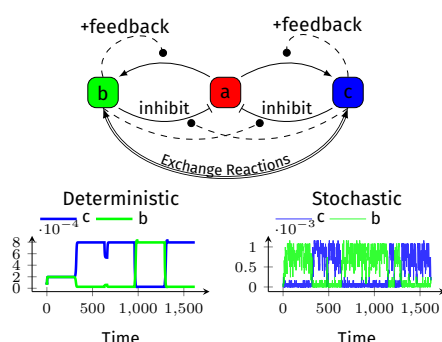 +feedback +feedback
b a c
inhibit inhibit
Exchange Reactions
Deterministic
c b
·10⁻⁴
8
6
4
2
0
0 500 1,000 1,500
Time
Stochastic
c b
·10⁻³
1
0.5
0
0 500 1,000 1,500
Time